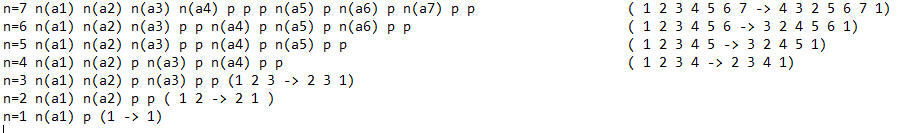 n=7 n(a1) n(a2) n(a3) n(a4) p p p n(a5) p n(a6) p n(a7) p p ( 1 2 3 4 5 6 7 -> 4 3 2 5 6 7 1)
n=6 n(a1) n(a2) n(a3) p p n(a4) p n(a5) p n(a6) p p ( 1 2 3 4 5 6 -> 3 2 4 5 6 1)
n=5 n(a1) n(a2) n(a3) p p n(a4) p n(a5) p p ( 1 2 3 4 5 -> 3 2 4 5 1)
n=4 n(a1) n(a2) p n(a3) p n(a4) p p ( 1 2 3 4 -> 2 3 4 1)
n=3 n(a1) n(a2) p n(a3) p p (1 2 3 -> 2 3 1)
n=2 n(a1) n(a2) p p ( 1 2 -> 2 1 )
n=1 n(a1) p (1 -> 1)